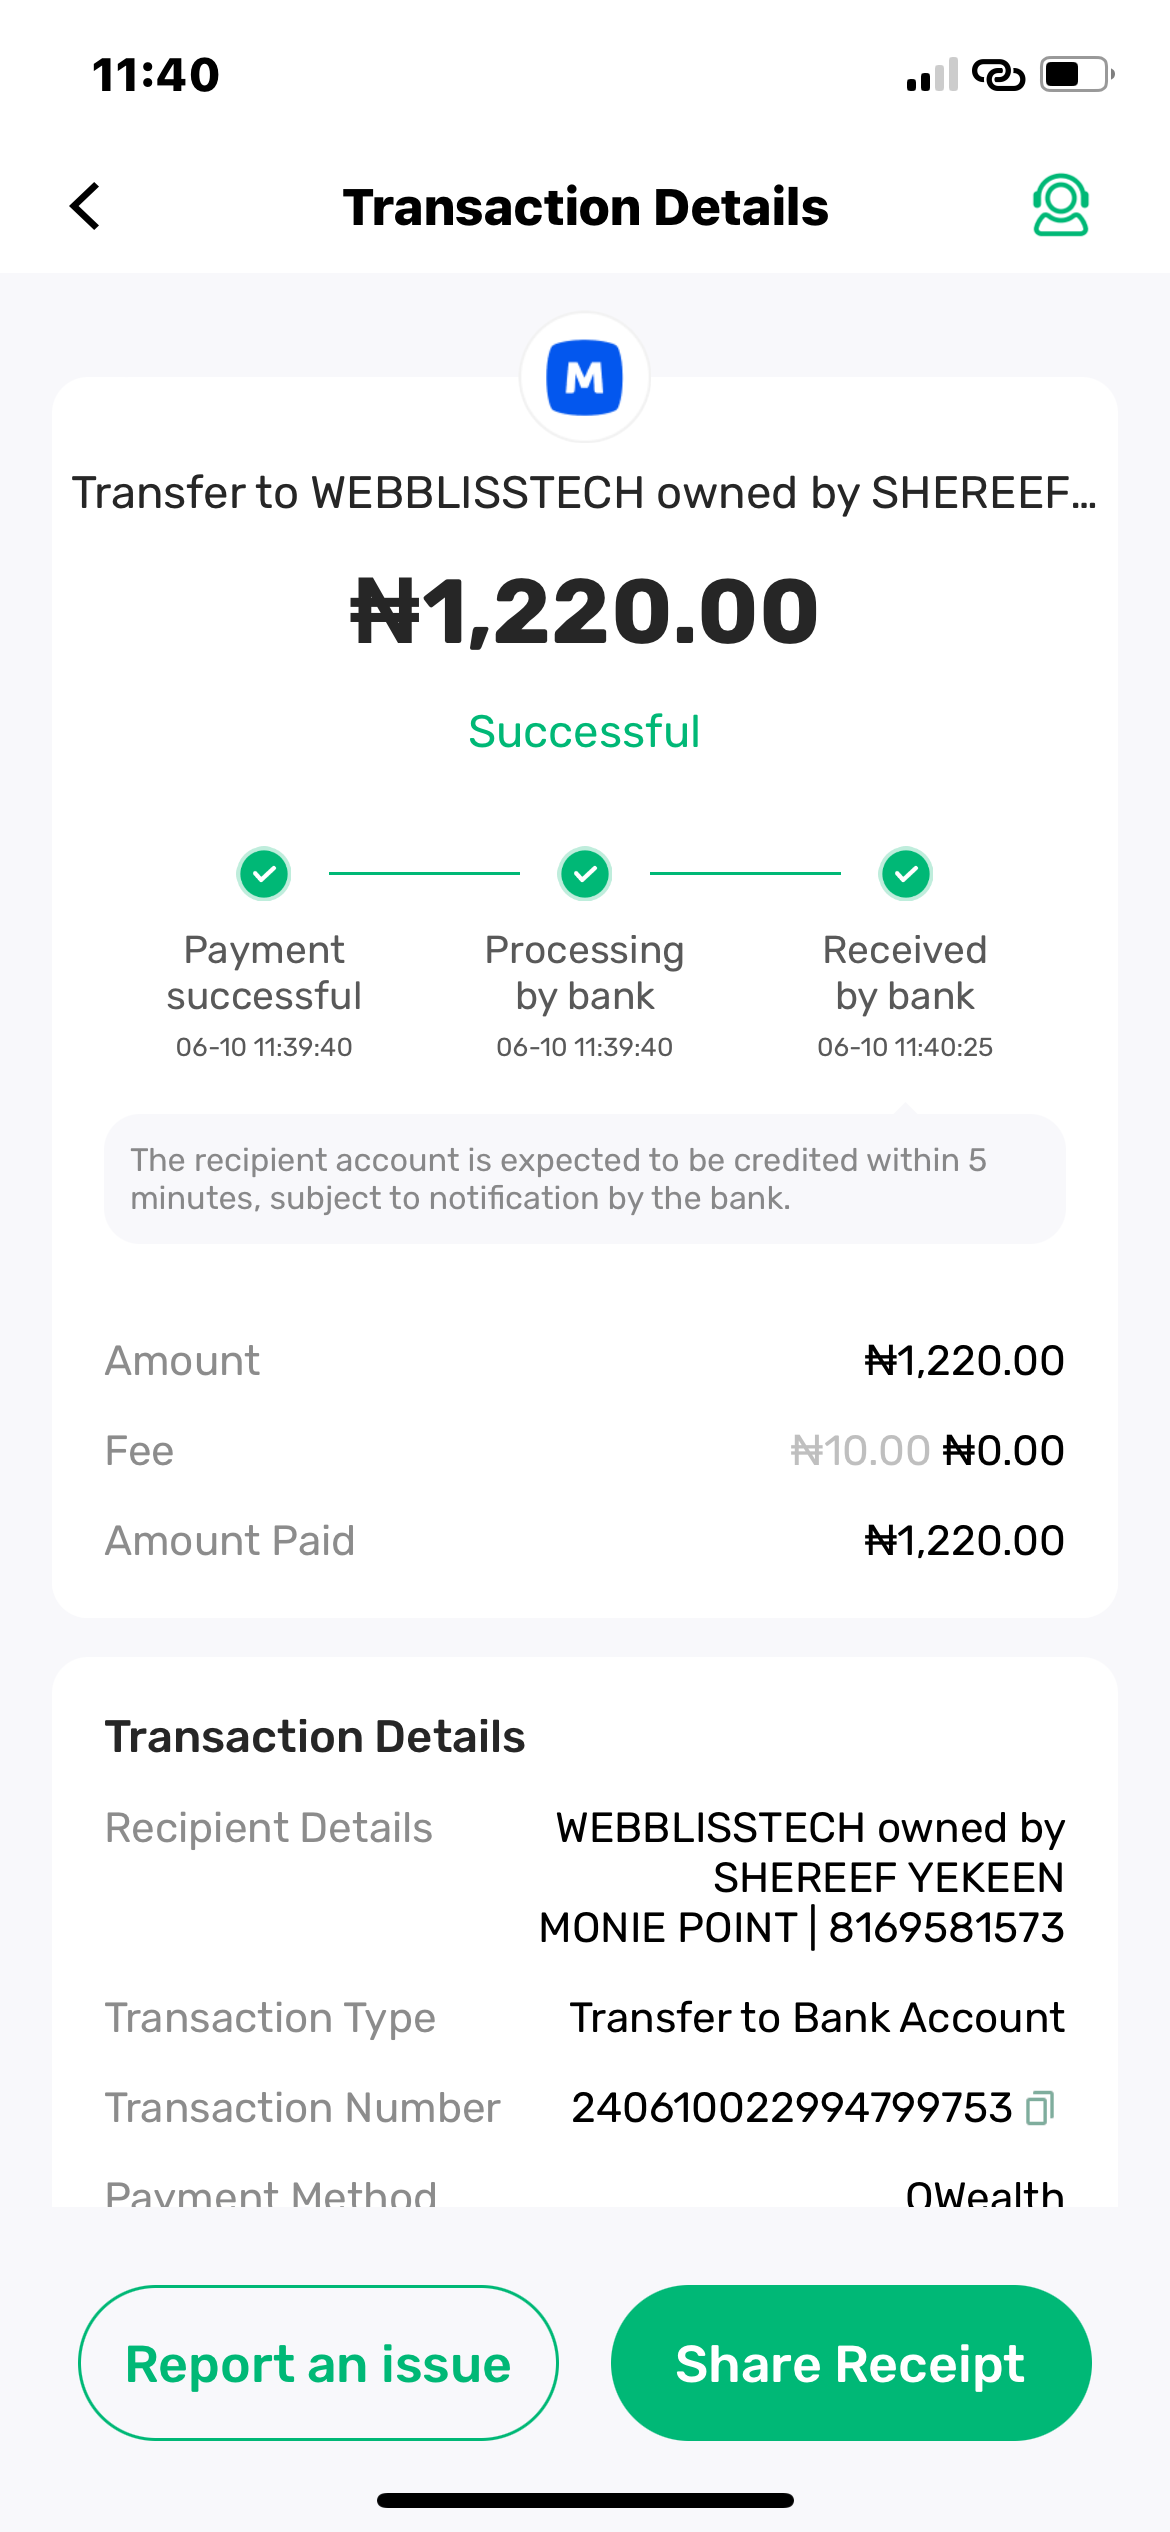 11:40
Transaction Details
M
Transfer to WEBBLISSTECH owned by SHEREEF...
₦1,220.00
Successful
Payment
successful
06-10 11:39:40
Processing
by bank
06-10 11:39:40
Received
by bank
06-10 11:40:25
The recipient account is expected to be credited within 5
minutes, subject to notification by the bank.
Amount ₦1,220.00
Fee ₦10.00 ₦0.00
Amount Paid ₦1,220.00
Transaction Details
Recipient Details WEBBLISSTECH owned by
SHEREEF YEKEEN
MONIE POINT | 8169581573
Transaction Type Transfer to Bank Account
Transaction Number 240610022994799753
Payment Method OWealth
Report an issue
Share Receipt